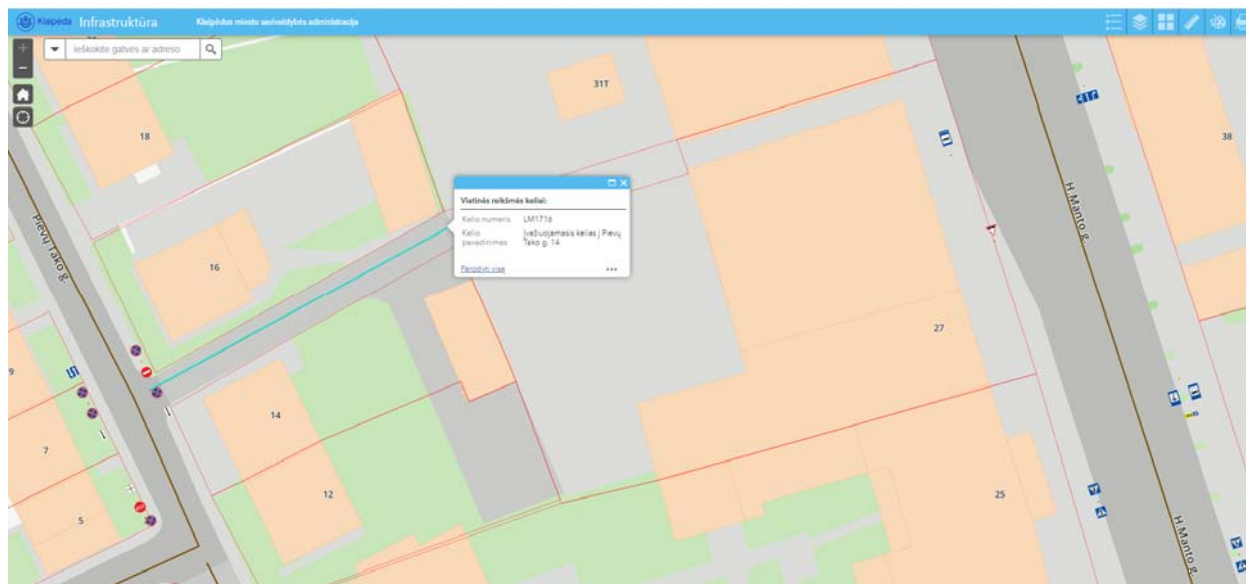 Klaipėda Infrastruktūra Klaipėdos miesto savivaldybės administracija
Ieškokite gatvės ar adreso
31T
18
38
Pievų Tako g.
H.Manto g.
Vietinės reikšmės keliai:
Kelio numeris LM1716
Kelio pavadinimas Įvažiuojamasis kelias į Pievų Tako g. 14
Parodyti visą
16
27
9
14
7
12
25
5
H.Manto g.